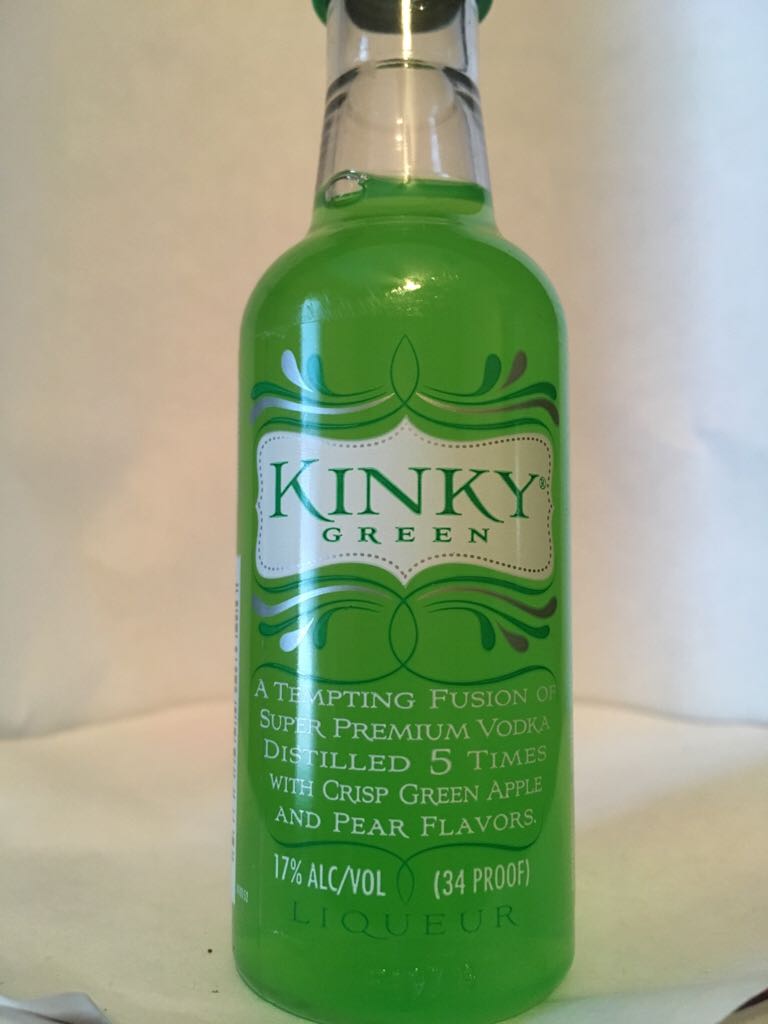 KINKY®
GREEN
A TEMPTING FUSION OF
SUPER PREMIUM VODKA
DISTILLED 5 TIMES
WITH CRISP GREEN APPLE
AND PEAR FLAVORS.
17% ALC/VOL (34 PROOF)
LIQUEUR